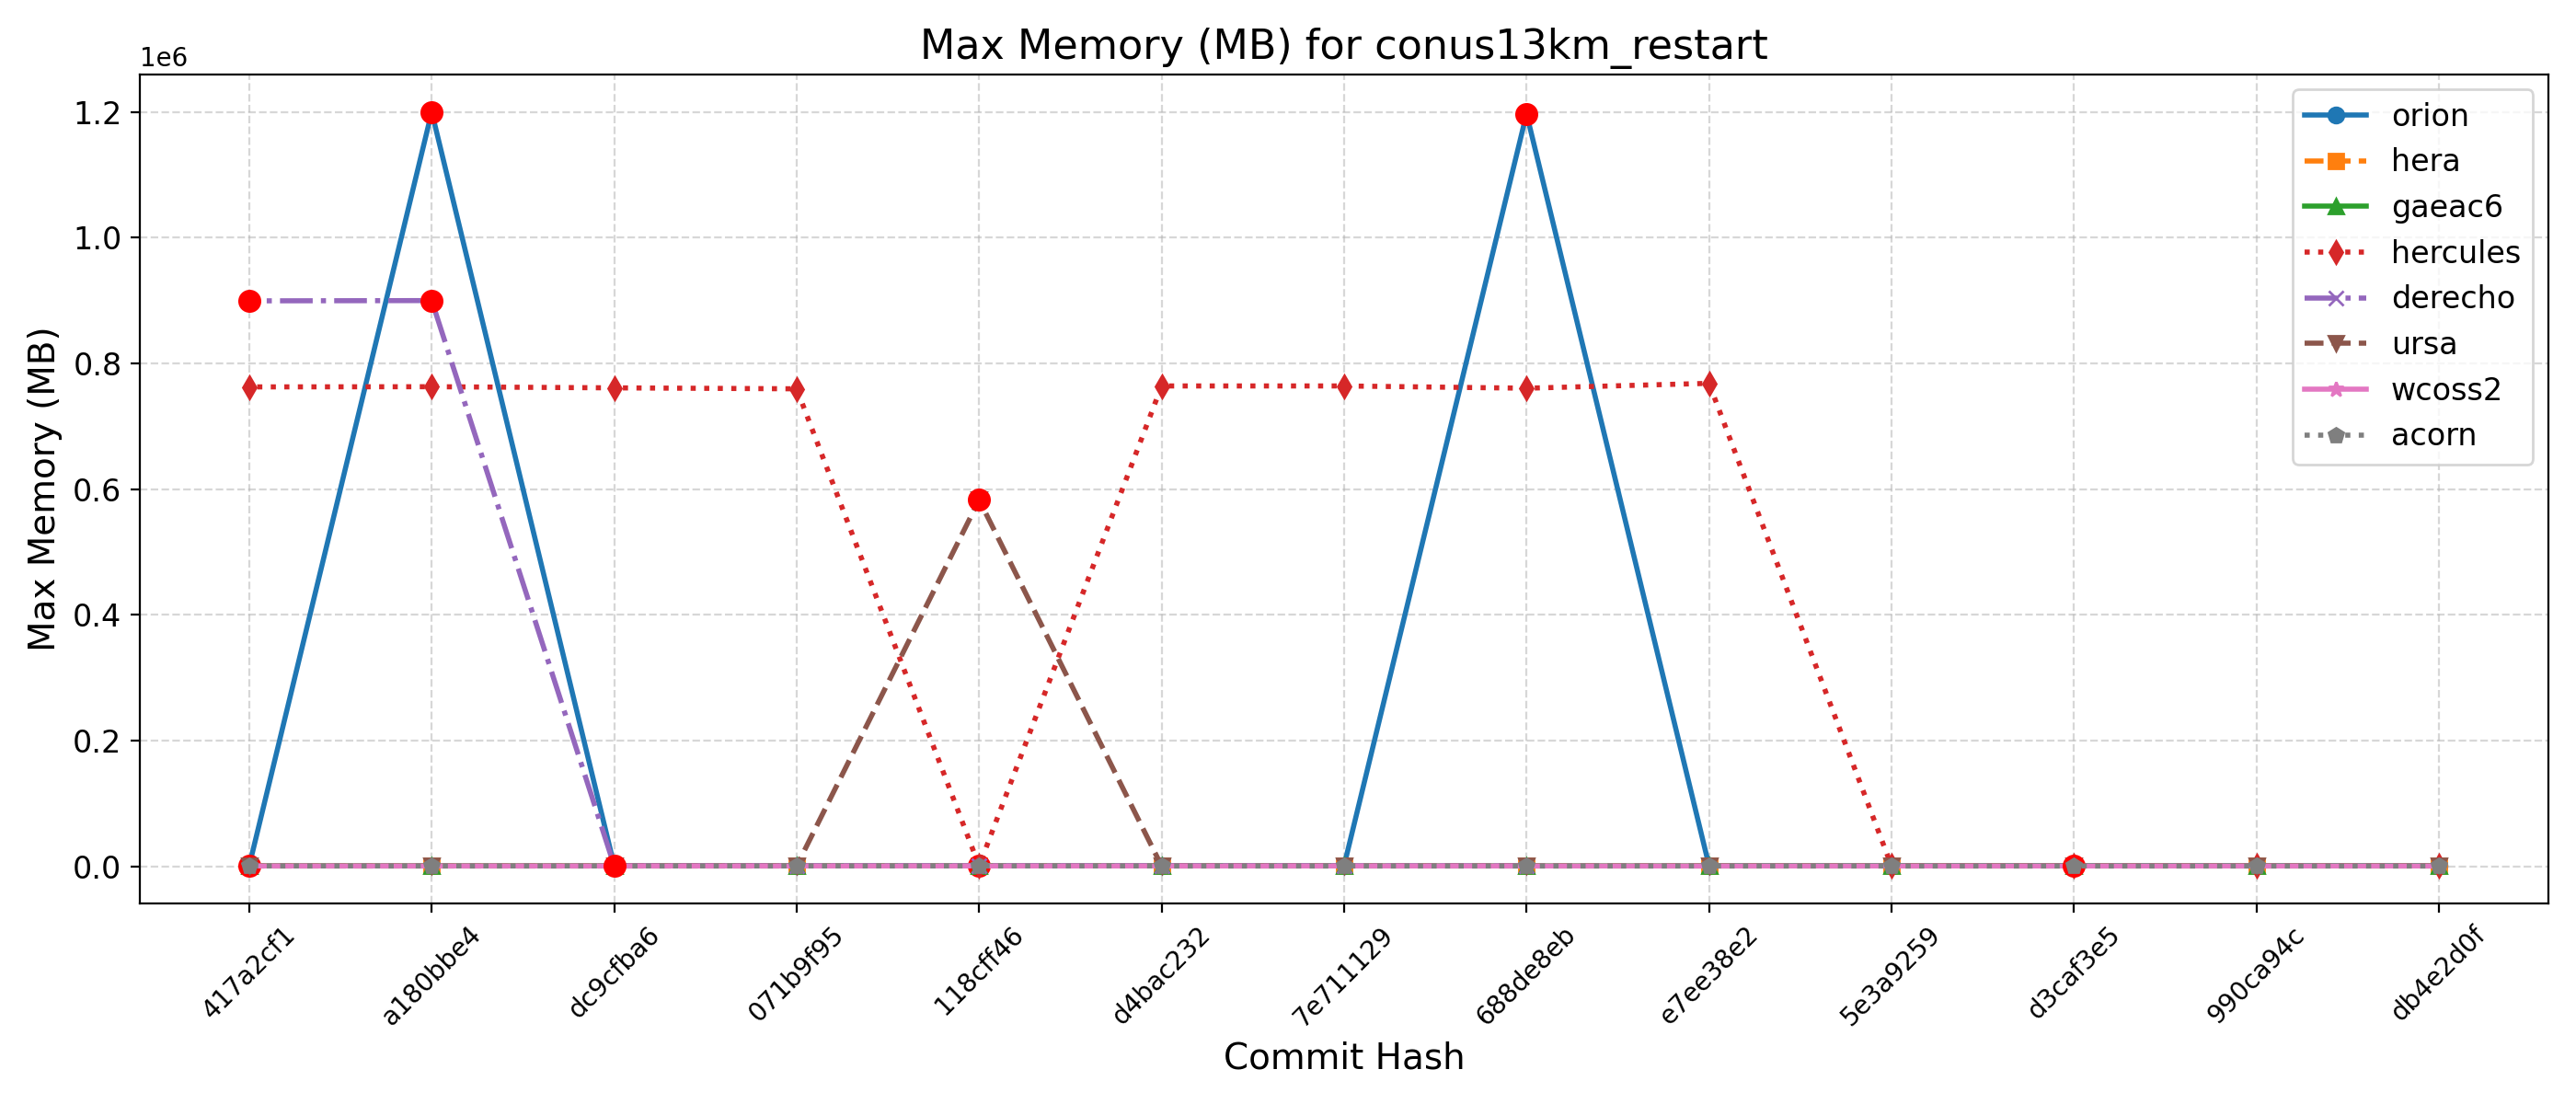 Max Memory (MB) for conus13km_restart
1e6
1.2
1.0
0.8
0.6
0.4
0.2
0.0
Max Memory (MB)
orion
hera
gaeac6
hercules
derecho
ursa
wcoss2
acorn
417a2cf1
a180bbe4
dc9cfba6
071b9f95
118cff46
d4bac232
7e711129
688de8eb
e7ee38e2
5e3a9259
d3caf3e5
990ca94c
db4e2d0f
Commit Hash